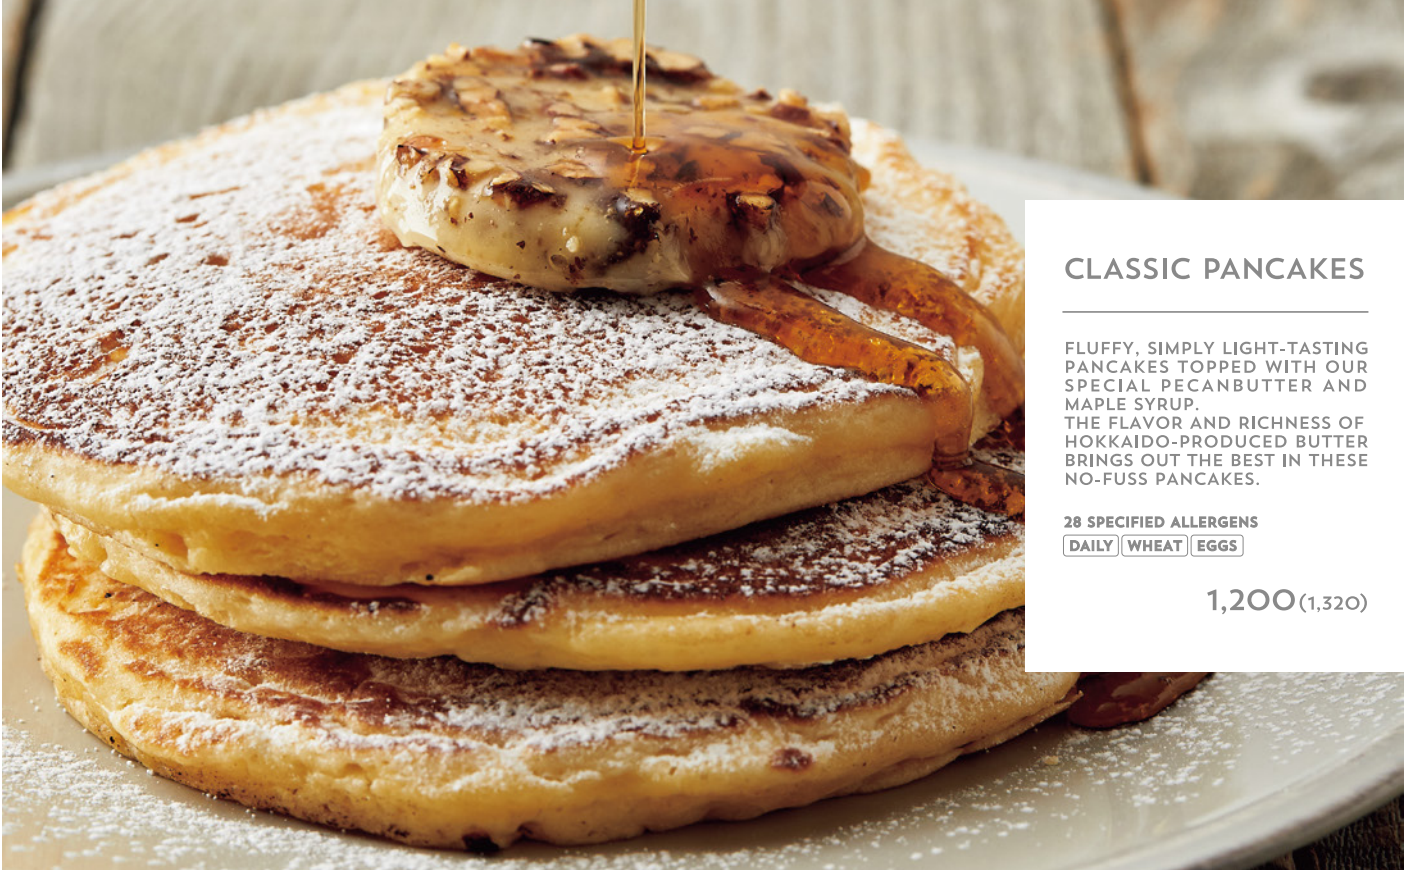 CLASSIC PANCAKES
FLUFFY, SIMPLY LIGHT-TASTING
PANCAKES TOPPED WITH OUR
SPECIAL PECANBUTTER AND
MAPLE SYRUP.
THE FLAVOR AND RICHNESS OF
HOKKAIDO-PRODUCED BUTTER
BRINGS OUT THE BEST IN THESE
NO-FUSS PANCAKES.
28 SPECIFIED ALLERGENS
DAILY WHEAT EGGS
1,200(1,320)